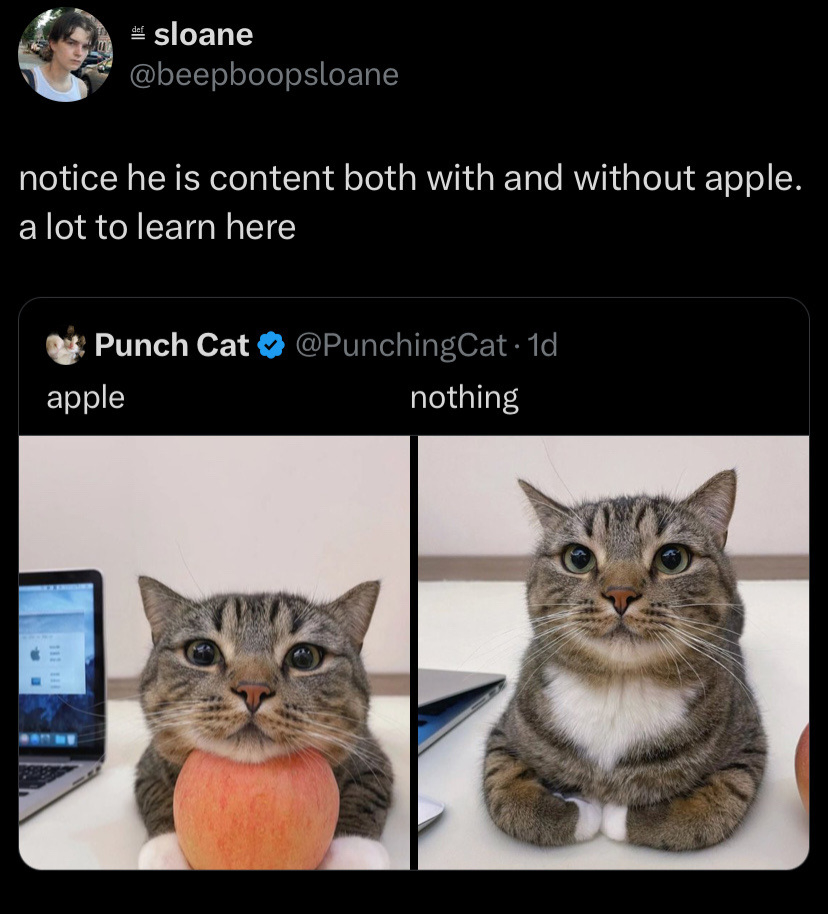 ≝ sloane
@beepboopsloane
notice he is content both with and without apple.
a lot to learn here
Punch Cat @PunchingCat · 1d
apple nothing